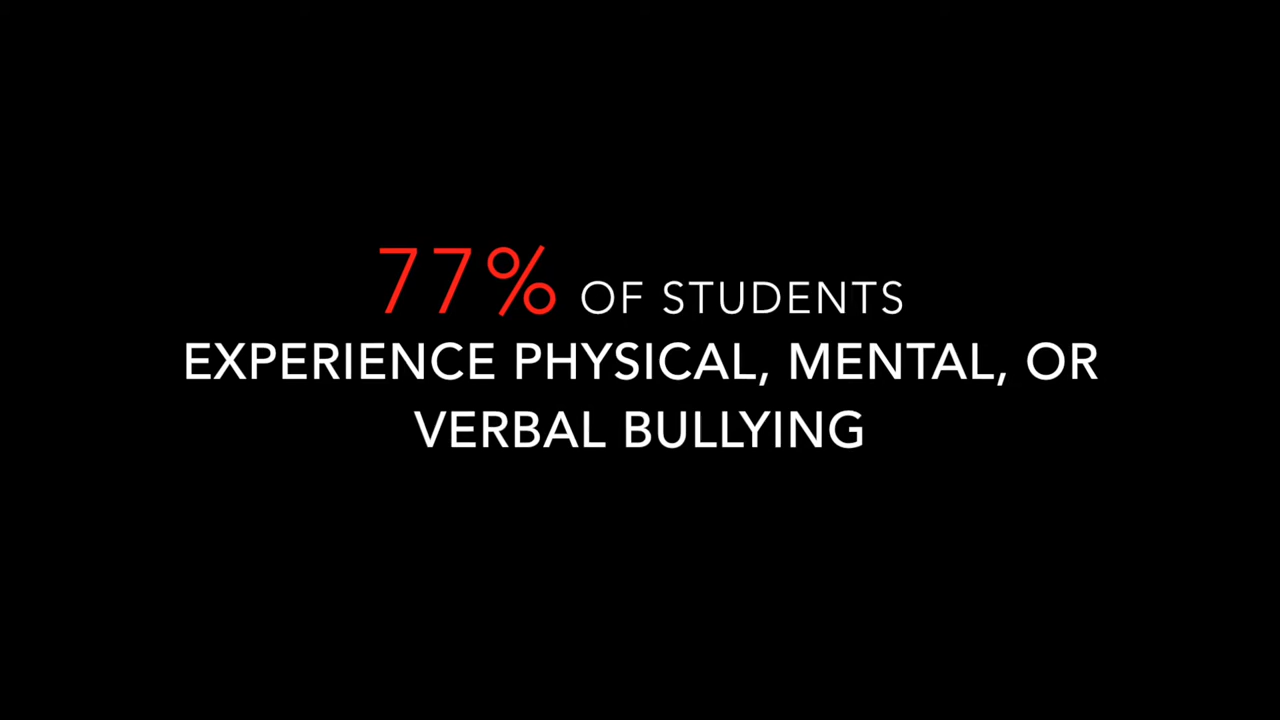 77% OF STUDENTS
EXPERIENCE PHYSICAL, MENTAL, OR
VERBAL BULLYING